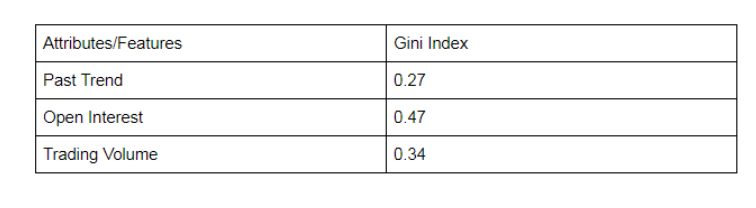 Attributes/Features Gini Index
Past Trend 0.27
Open Interest 0.47
Trading Volume 0.34